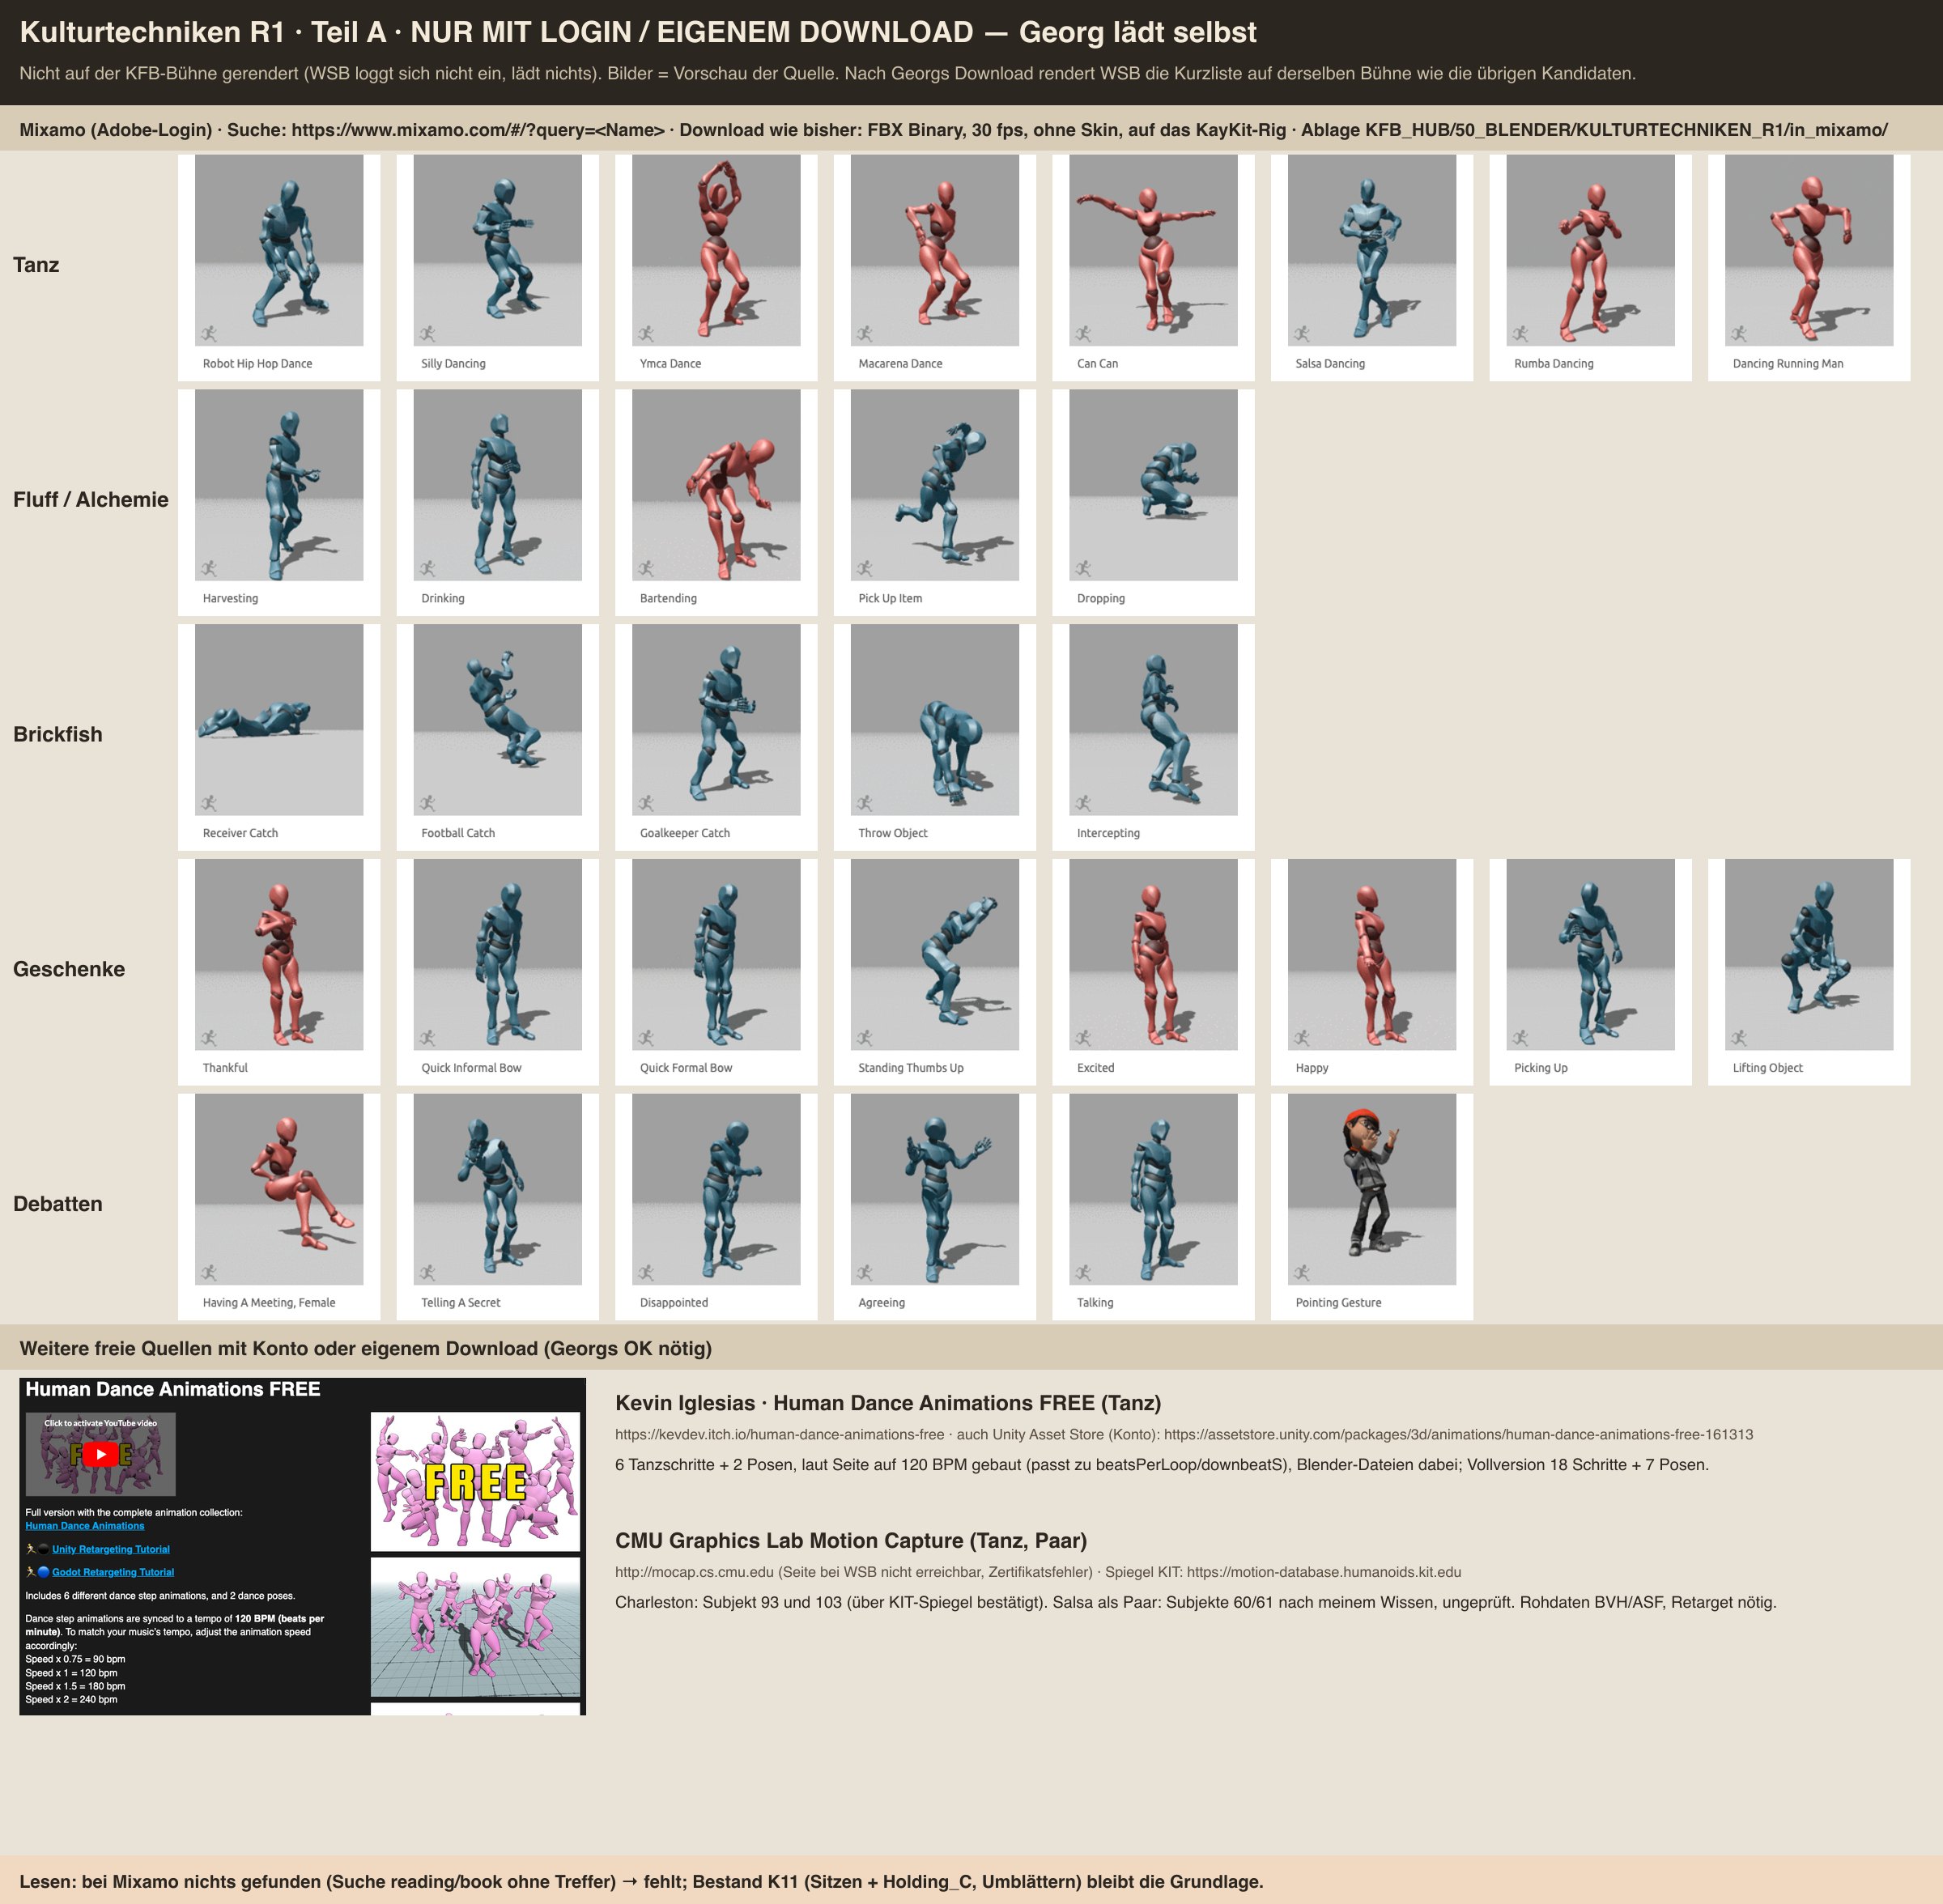 Kulturtechniken R1 · Teil A · NUR MIT LOGIN / EIGENEM DOWNLOAD — Georg lädt selbst
Nicht auf der KFB-Bühne gerendert (WSB loggt sich nicht ein, lädt nichts). Bilder = Vorschau der Quelle. Nach Georgs Download rendert WSB die Kurzliste auf derselben Bühne wie die übrigen Kandidaten.
Mixamo (Adobe-Login) · Suche: https://www.mixamo.com/#/?query=<Name> · Download wie bisher: FBX Binary, 30 fps, ohne Skin, auf das KayKit-Rig · Ablage KFB_HUB/50_BLENDER/KULTURTECHNIKEN_R1/in_mixamo/
Tanz
Robot Hip Hop Dance
Silly Dancing
Ymca Dance
Macarena Dance
Can Can
Salsa Dancing
Rumba Dancing
Dancing Running Man
Fluff / Alchemie
Harvesting
Drinking
Bartending
Pick Up Item
Dropping
Brickfish
Receiver Catch
Football Catch
Goalkeeper Catch
Throw Object
Intercepting
Geschenke
Thankful
Quick Informal Bow
Quick Formal Bow
Standing Thumbs Up
Excited
Happy
Picking Up
Lifting Object
Debatten
Having A Meeting, Female
Telling A Secret
Disappointed
Agreeing
Talking
Pointing Gesture
Weitere freie Quellen mit Konto oder eigenem Download (Georgs OK nötig)
Human Dance Animations FREE
Click to activate YouTube video
FREE
Full version with the complete animation collection:
Human Dance Animations
Unity Retargeting Tutorial
Godot Retargeting Tutorial
Includes 6 different dance step animations, and 2 dance poses.
Dance step animations are synced to a tempo of 120 BPM (beats per
minute). To match your music's tempo, adjust the animation speed
accordingly:
Speed x 0.75 = 90 bpm
Speed x 1 = 120 bpm
Speed x 1.5 = 180 bpm
Speed x 2 = 240 bpm
Kevin Iglesias · Human Dance Animations FREE (Tanz)
https://kevdev.itch.io/human-dance-animations-free · auch Unity Asset Store (Konto): https://assetstore.unity.com/packages/3d/animations/human-dance-animations-free-161313
6 Tanzschritte + 2 Posen, laut Seite auf 120 BPM gebaut (passt zu beatsPerLoop/downbeatS), Blender-Dateien dabei; Vollversion 18 Schritte + 7 Posen.
CMU Graphics Lab Motion Capture (Tanz, Paar)
http://mocap.cs.cmu.edu (Seite bei WSB nicht erreichbar, Zertifikatsfehler) · Spiegel KIT: https://motion-database.humanoids.kit.edu
Charleston: Subjekt 93 und 103 (über KIT-Spiegel bestätigt). Salsa als Paar: Subjekte 60/61 nach meinem Wissen, ungeprüft. Rohdaten BVH/ASF, Retarget nötig.
Lesen: bei Mixamo nichts gefunden (Suche reading/book ohne Treffer) → fehlt; Bestand K11 (Sitzen + Holding_C, Umblättern) bleibt die Grundlage.